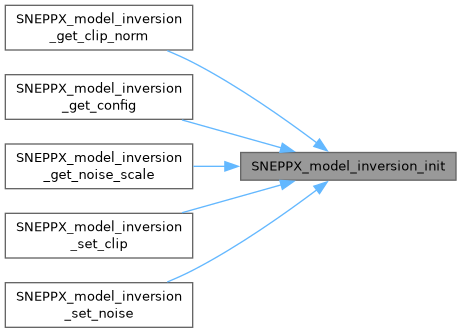 SNEPPX_model_inversion
_get_clip_norm
SNEPPX_model_inversion
_get_config
SNEPPX_model_inversion
_get_noise_scale
SNEPPX_model_inversion_init
SNEPPX_model_inversion
_set_clip
SNEPPX_model_inversion
_set_noise